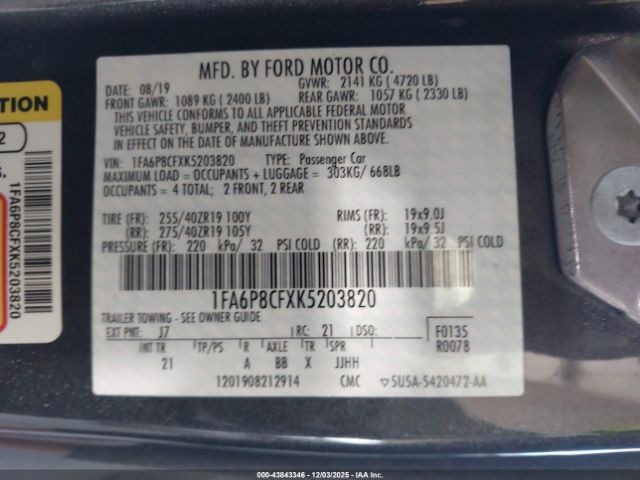 MFD. BY FORD MOTOR CO.
DATE: 08/19 GVWR: 2141 KG ( 4720 LB)
FRONT GAWR: 1089 KG ( 2400 LB) REAR GAWR: 1057 KG ( 2330 LB)
THIS VEHICLE CONFORMS TO ALL APPLICABLE FEDERAL MOTOR
VEHICLE SAFETY, BUMPER, AND THEFT PREVENTION STANDARDS
IN EFFECT ON THE DATE OF MANUFACTURE SHOWN ABOVE.
VIN: 1FA6P8CFXK5203820 TYPE: Passenger Car
MAXIMUM LOAD = OCCUPANTS + LUGGAGE = 303KG/ 668LB
OCCUPANTS = 4 TOTAL; 2 FRONT, 2 REAR
TIRE (FR): 255/40ZR19 100Y RIMS (FR): 19x9.0J
(RR): 275/40ZR19 105Y (RR): 19x9.5J
PRESSURE (FR): 220 kPa/ 32 PSI COLD (RR): 220 kPa/ 32 PSI COLD
1FA6P8CFXK5203820
TRAILER TOWING - SEE OWNER GUIDE
EXT PNT: J7 RC: 21 DSO: F0135
INT TR TP/PS R AXLE TR SPR R0078
21 A B8 X JJHH
1201908212914 CMC 5U5A-5420472-AA
TION
2
S.
1FA6P8CFXK5203820
000-43843346 - 12/03/2025 - IAA Inc.